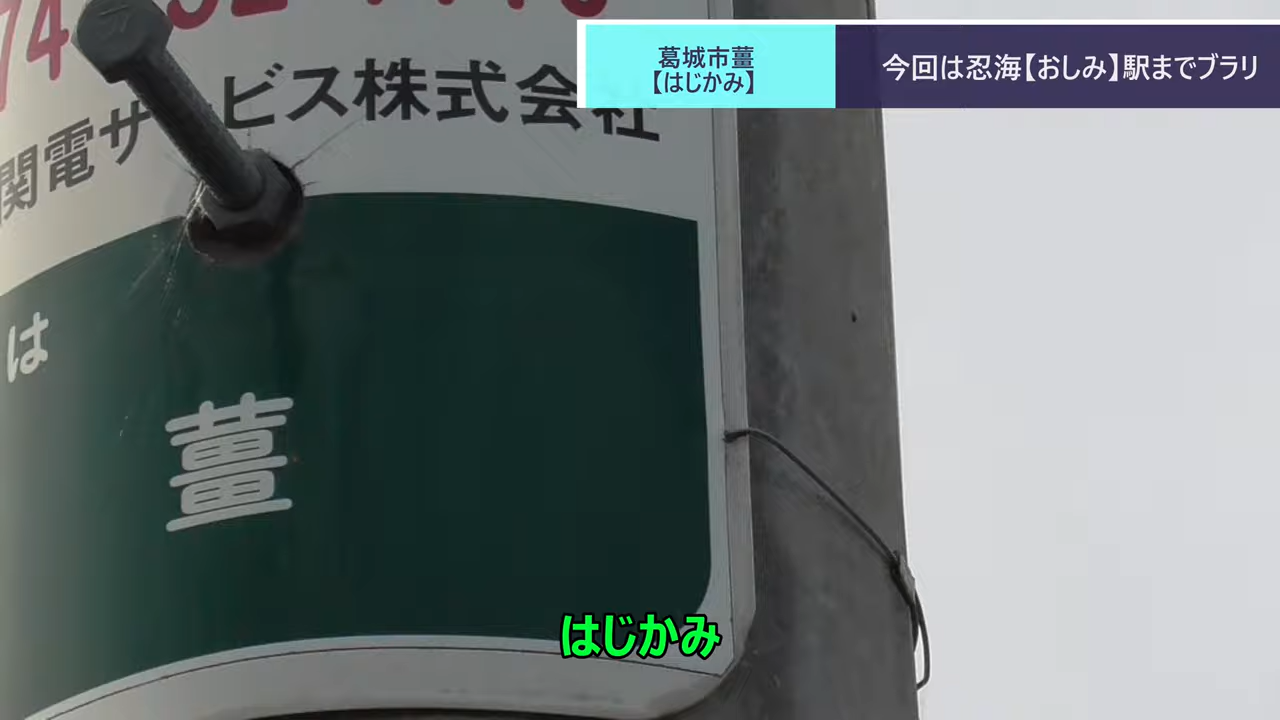 関電サービス株式会社
は
薑
葛城市薑
【はじかみ】
今回は忍海【おしみ】駅までブラリ
はじかみ